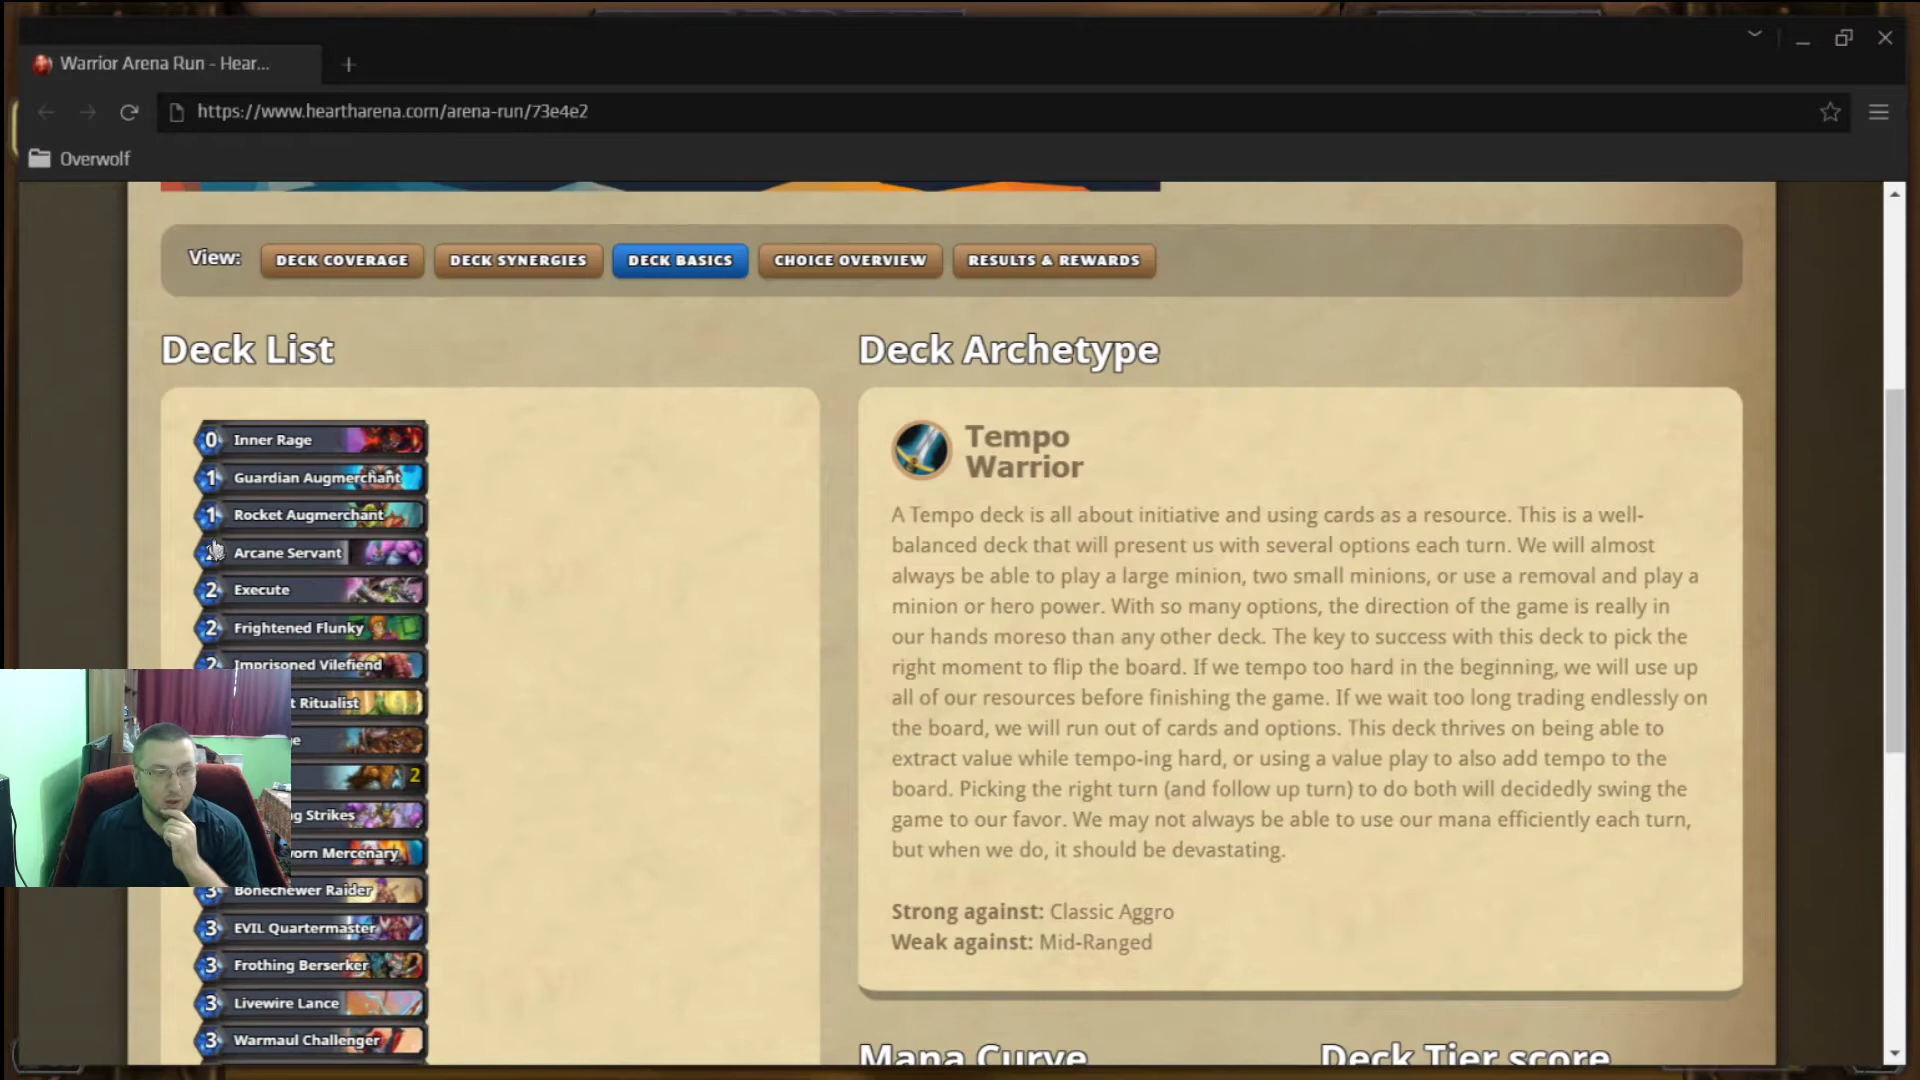 Warrior Arena Run - Hear...
https://www.heartharena.com/arena-run/73e4e2
Overwolf
View:
DECK COVERAGE
DECK SYNERGIES
DECK BASICS
CHOICE OVERVIEW
RESULTS & REWARDS
Deck List
0 Inner Rage
1 Guardian Augmerchant
1 Rocket Augmerchant
Arcane Servant
2 Execute
2 Frightened Flunky
2 Imprisoned Vilefiend
t Ritualist
e
2
g Strikes
orn Mercenary
3 Bonechewer Raider
3 EVIL Quartermaster
3 Frothing Berserker
3 Livewire Lance
3 Warmaul Challenger
Deck Archetype
Tempo
Warrior
A Tempo deck is all about initiative and using cards as a resource. This is a well-
balanced deck that will present us with several options each turn. We will almost
always be able to play a large minion, two small minions, or use a removal and play a
minion or hero power. With so many options, the direction of the game is really in
our hands moreso than any other deck. The key to success with this deck to pick the
right moment to flip the board. If we tempo too hard in the beginning, we will use up
all of our resources before finishing the game. If we wait too long trading endlessly on
the board, we will run out of cards and options. This deck thrives on being able to
extract value while tempo-ing hard, or using a value play to also add tempo to the
board. Picking the right turn (and follow up turn) to do both will decidedly swing the
game to our favor. We may not always be able to use our mana efficiently each turn,
but when we do, it should be devastating.
Strong against: Classic Aggro
Weak against: Mid-Ranged
Mana Curve
Deck Tier score